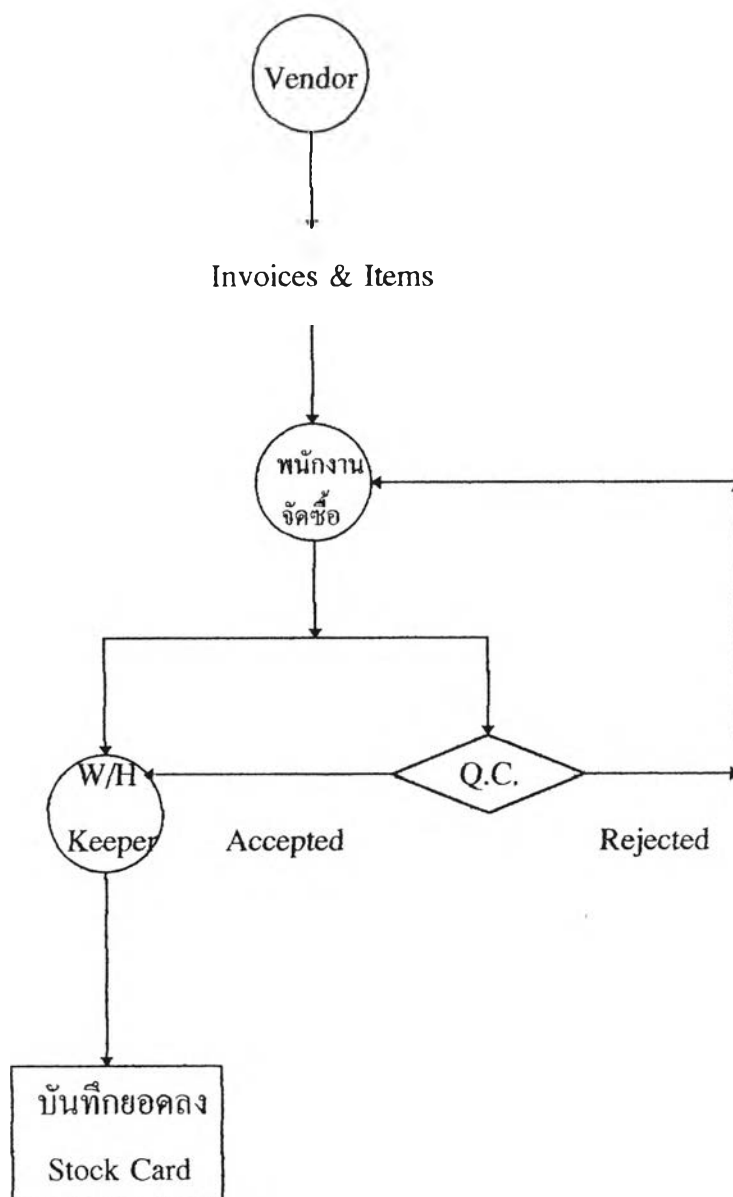 Vendor
Invoices & Items
พนักงาน
จัดซื้อ
W/H
Keeper
Q.C.
Accepted
Rejected
บันทึกยอดลง
Stock Card